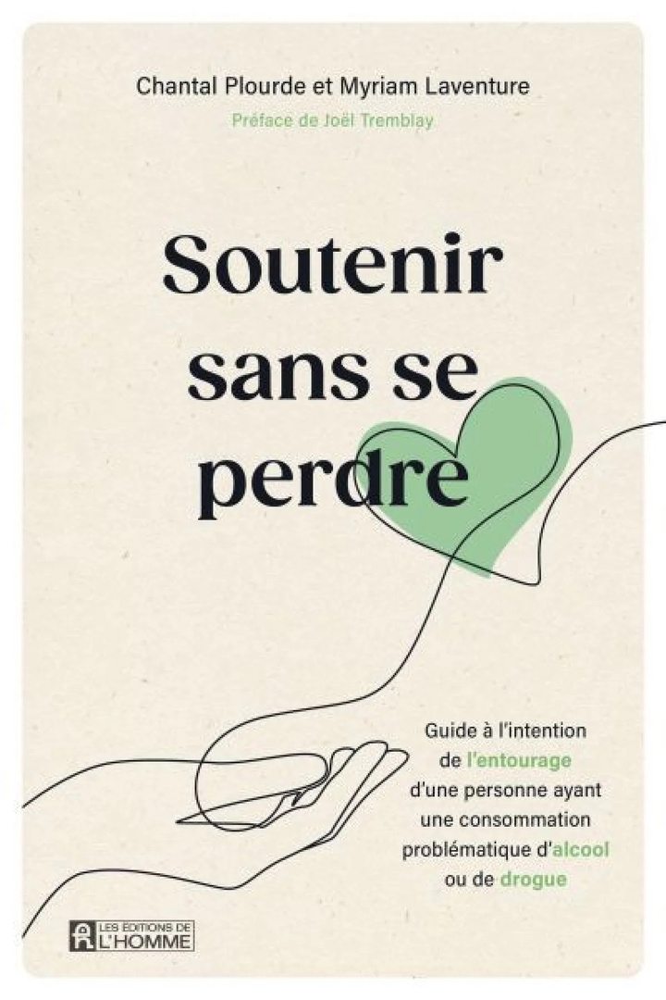 Chantal Plourde et Myriam Laventure
Préface de Joël Tremblay
Soutenir
sans se
perdre
Guide à l'intention
de l'entourage
d'une personne ayant
une consommation
problématique d'alcool
ou de drogue
LES ÉDITIONS DE
L'HOMME